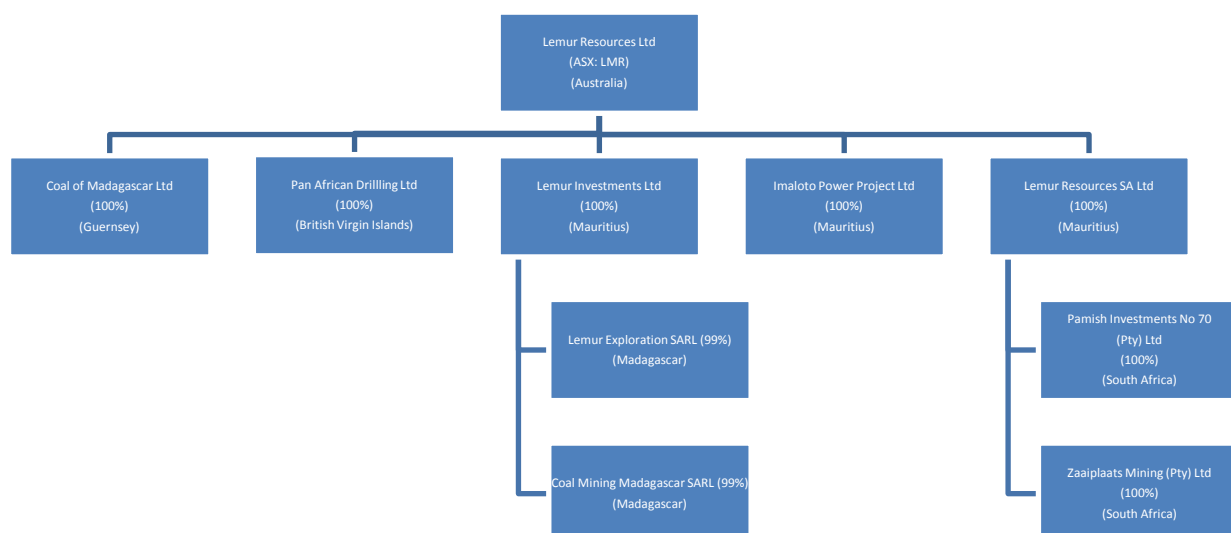 Lemur Resources Ltd
(ASX: LMR)
(Australia)
Coal of Madagascar Ltd
(100%)
(Guernsey)
Pan African Drillling Ltd
(100%)
(British Virgin Islands)
Lemur Investments Ltd
(100%)
(Mauritius)
Imaloto Power Project Ltd
(100%)
(Mauritius)
Lemur Resources SA Ltd
(100%)
(Mauritius)
Lemur Exploration SARL (99%)
(Madagascar)
Pamish Investments No 70
(Pty) Ltd
(100%)
(South Africa)
Coal Mining Madagascar SARL (99%)
(Madagascar)
Zaaiplaats Mining (Pty) Ltd
(100%)
(South Africa)